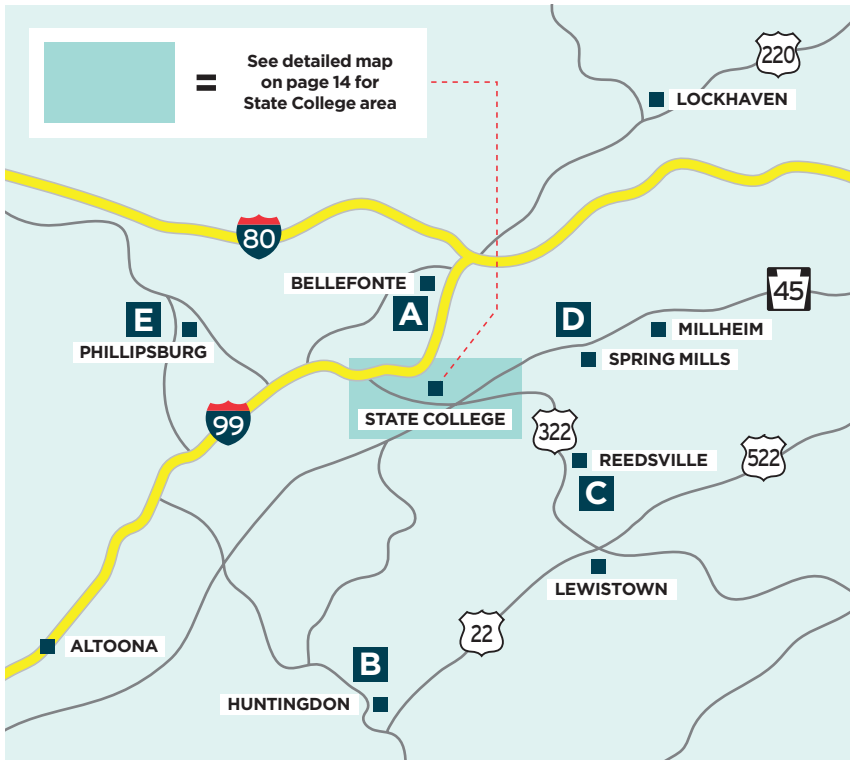 =
See detailed map
on page 14 for
State College area
220
LOCKHAVEN
80
BELLEFONTE
A
45
E
D
MILLHEIM
PHILLIPSBURG
SPRING MILLS
99
STATE COLLEGE
322
522
REEDSVILLE
C
LEWISTOWN
22
ALTOONA
B
HUNTINGDON